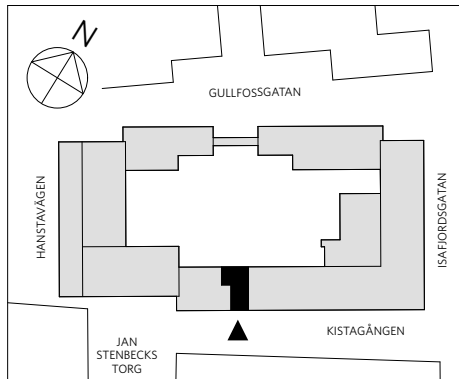 N
GULLFOSSGATAN
HANSTAVÄGEN
ISAFJORDSGATAN
KISTAGÅNGEN
JAN
STENBECKS
TORG